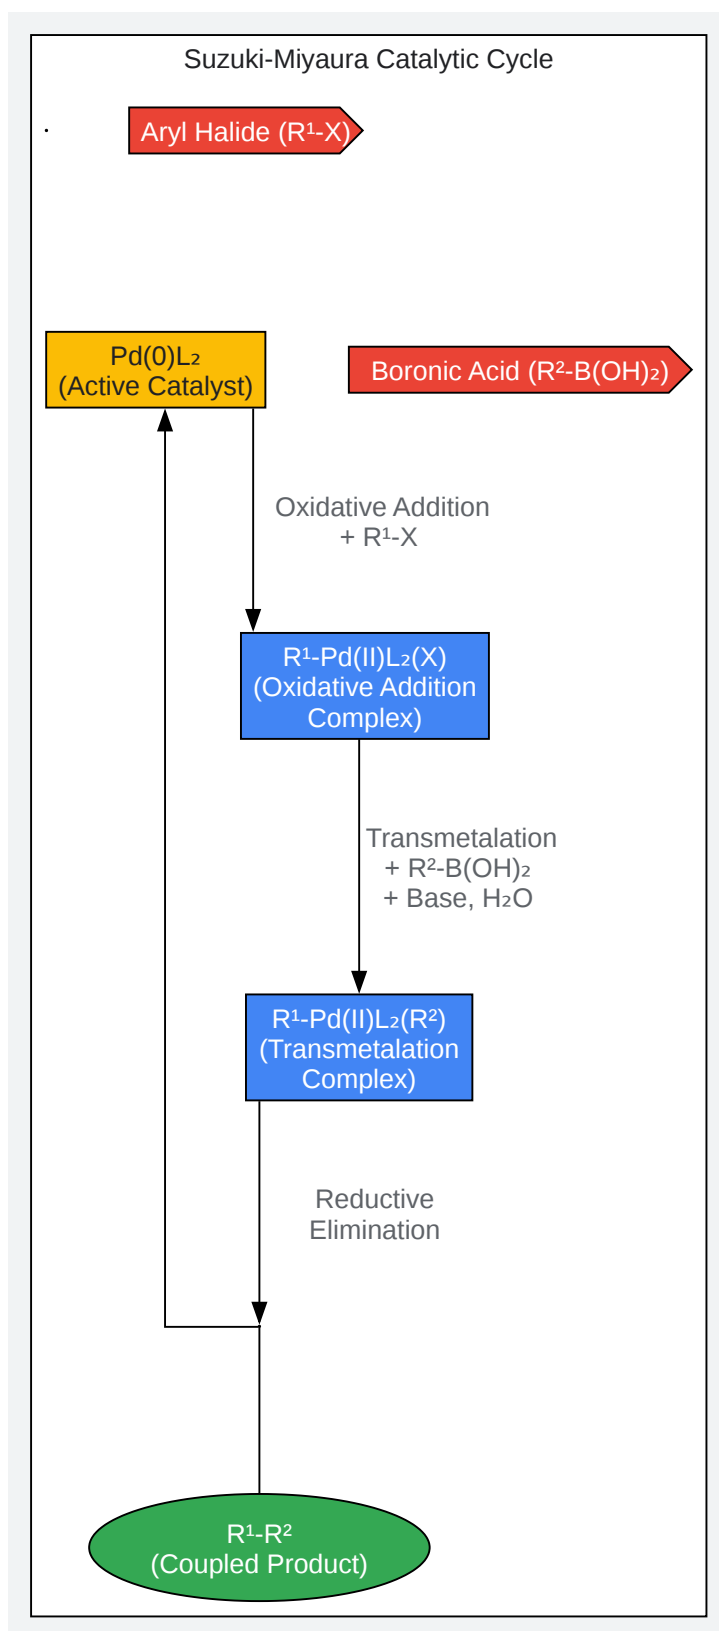 Suzuki-Miyaura Catalytic Cycle
Aryl Halide (R¹-X)
Pd(0)L₂
(Active Catalyst)
Boronic Acid (R²-B(OH)₂)
Oxidative Addition
+ R¹-X
R¹-Pd(II)L₂(X)
(Oxidative Addition
Complex)
Transmetalation
+ R²-B(OH)₂
+ Base, H₂O
R¹-Pd(II)L₂(R²)
(Transmetalation
Complex)
Reductive
Elimination
R¹-R²
(Coupled Product)